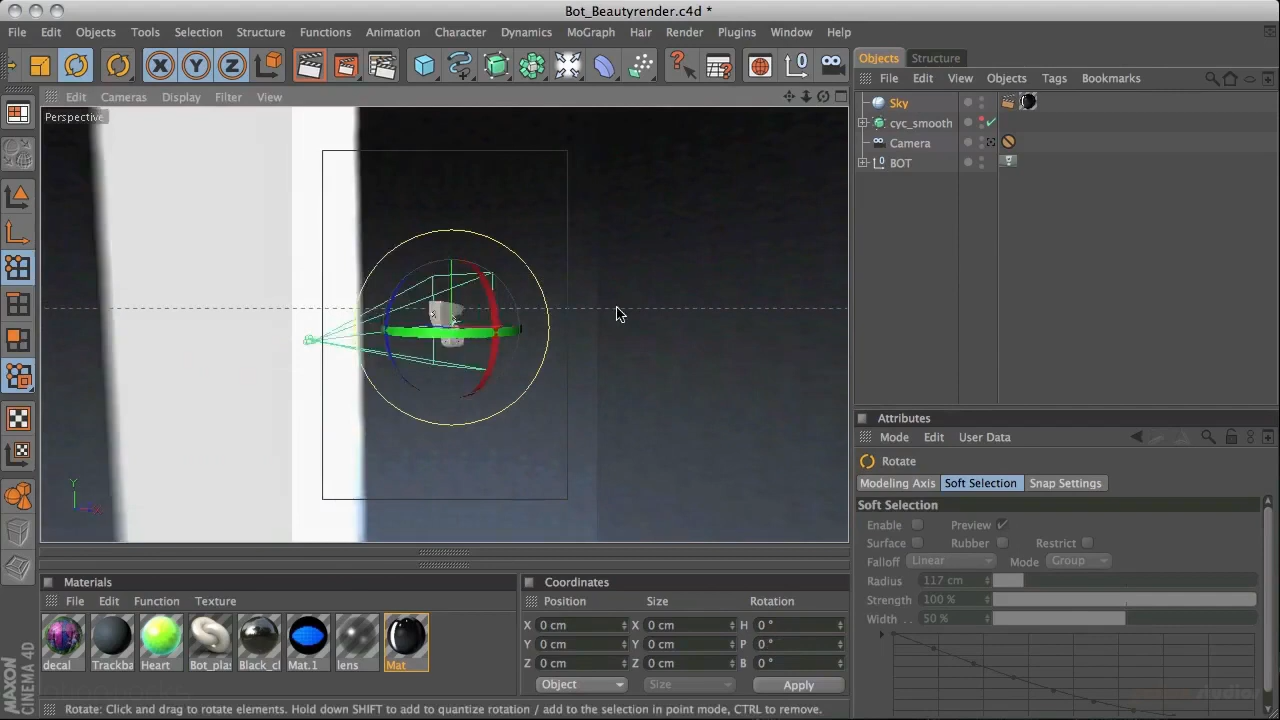 Bot_Beautyrender.c4d *
File Edit Objects Tools Selection Structure Functions Animation Character Dynamics MoGraph Hair Render Plugins Window Help
X Y Z
Objects Structure
File Edit View Objects Tags Bookmarks
Edit Cameras Display Filter View
Perspective
Sky
cyc_smooth
Camera
BOT
Y
X
Attributes
Mode Edit User Data
Rotate
Modeling Axis Soft Selection Snap Settings
Soft Selection
Enable Preview
Surface Rubber Restrict
Falloff Linear Mode Group
Radius 117 cm
Strength 100 %
Width . . 50 %
Materials
File Edit Function Texture
decal Trackba Heart Bot_plas Black_cl Mat.1 lens Mat
Coordinates
Position Size Rotation
X 0 cm X 0 cm H 0 °
Y 0 cm Y 0 cm P 0 °
Z 0 cm Z 0 cm B 0 °
Object Size Apply
MAXON
CINEMA 4D
Rotate: Click and drag to rotate elements. Hold down SHIFT to add to quantize rotation / add to the selection in point mode, CTRL to remove.